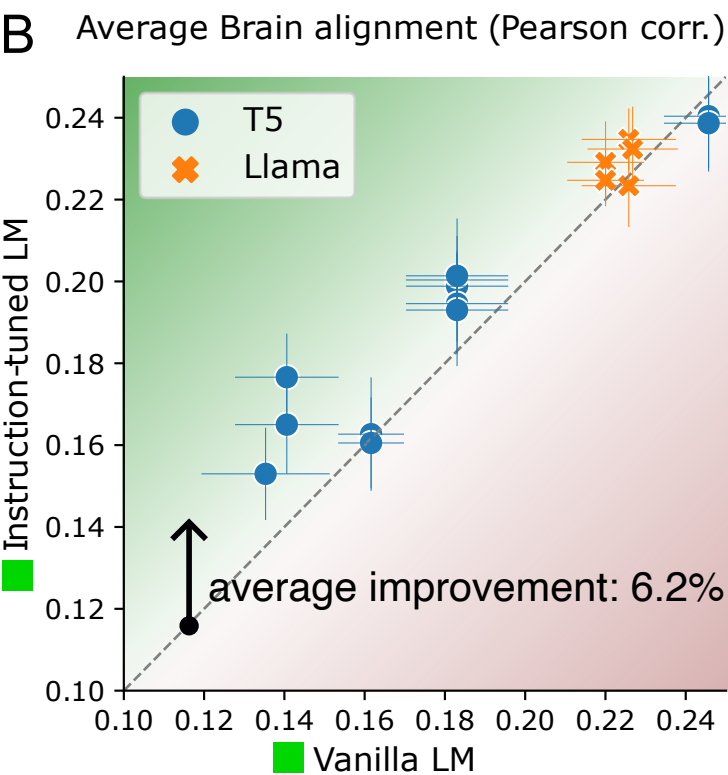 B Average Brain alignment (Pearson corr.)
T5
Llama
0.24
0.22
0.20
0.18
0.16
0.14
0.12
0.10
Instruction-tuned LM
average improvement: 6.2%
0.10 0.12 0.14 0.16 0.18 0.20 0.22 0.24
Vanilla LM